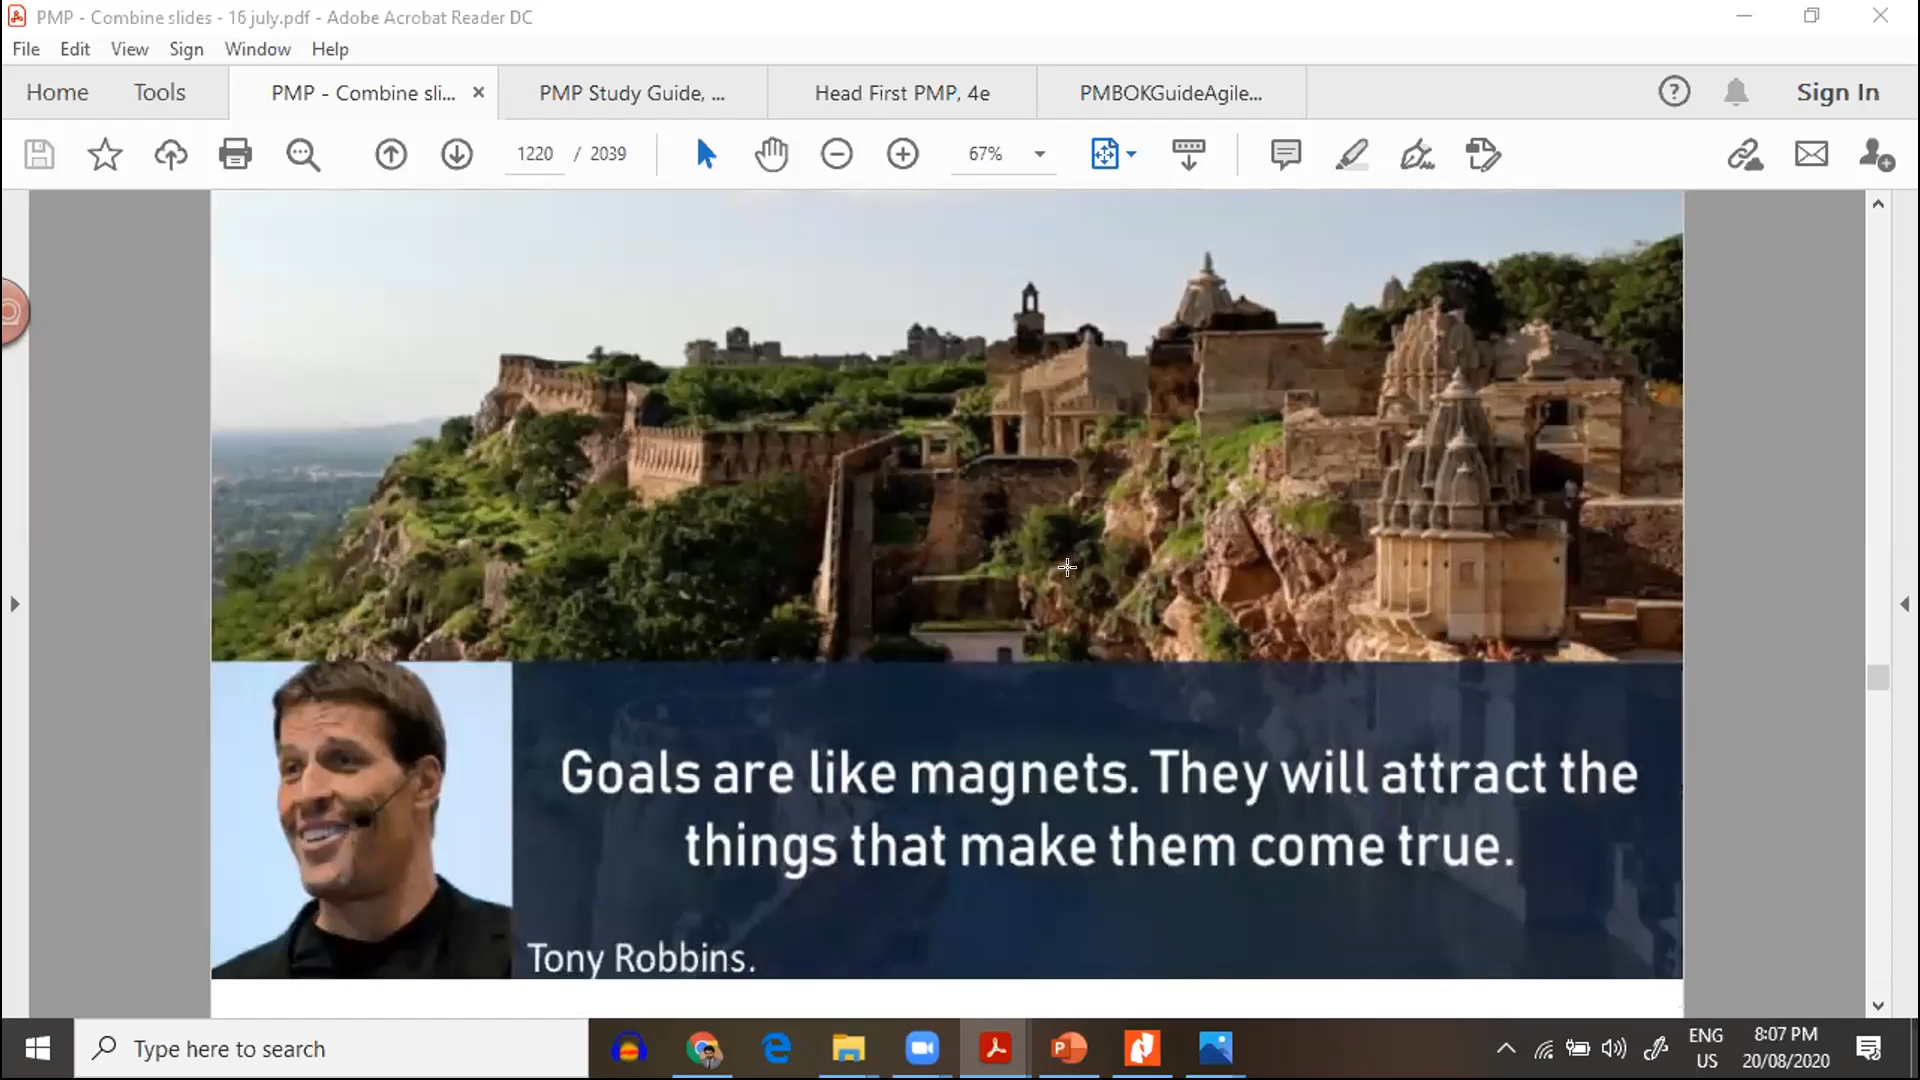 PMP - Combine slides - 16 july.pdf - Adobe Acrobat Reader DC
File Edit View Sign Window Help
Home Tools PMP - Combine sli... PMP Study Guide, ... Head First PMP, 4e PMBOKGuideAgile... Sign In
1220 / 2039 67%
Goals are like magnets. They will attract the
things that make them come true.
Tony Robbins.
Type here to search
ENG
US
8:07 PM
20/08/2020